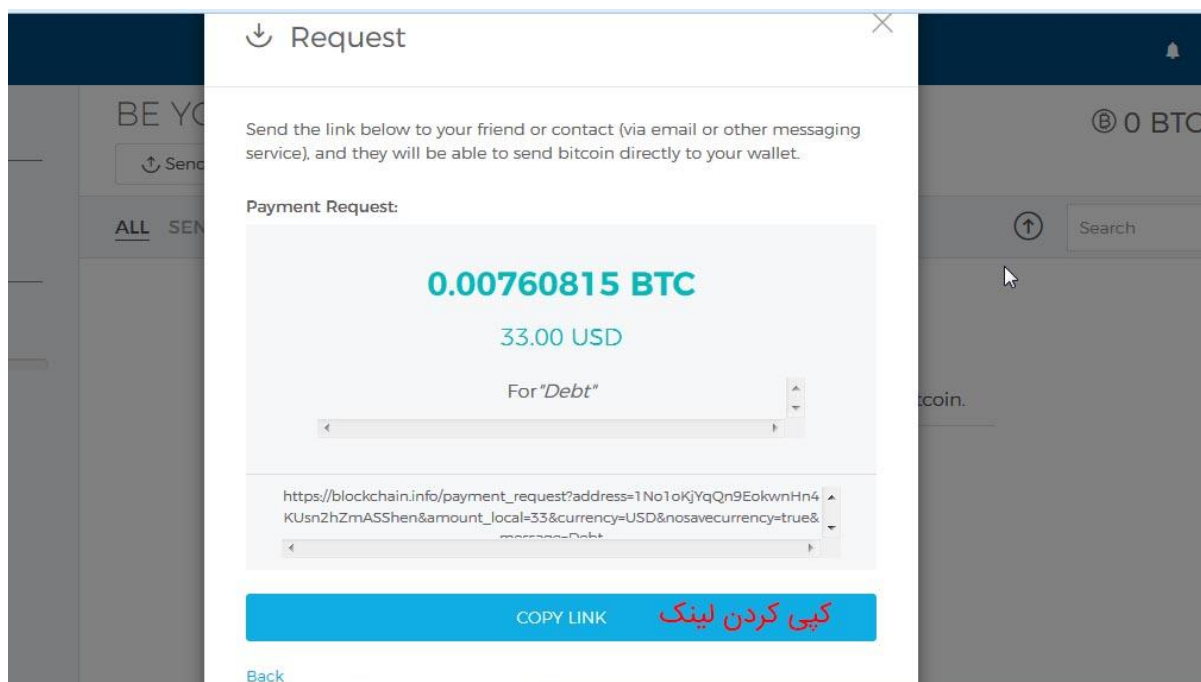 Request
BE YO
0 BTC
Send the link below to your friend or contact (via email or other messaging
service), and they will be able to send bitcoin directly to your wallet.
Send
Payment Request:
ALL SEN
Search
0.00760815 BTC
33.00 USD
For "Debt"
tcoin.
https://blockchain.info/payment_request?address=1No1oKjYqQn9EokwnHn4
KUsn2hZmASShen&amount_local=33&currency=USD&nosavecurrency=true&
message=Debt
COPY LINK کپی کردن لینک
Back